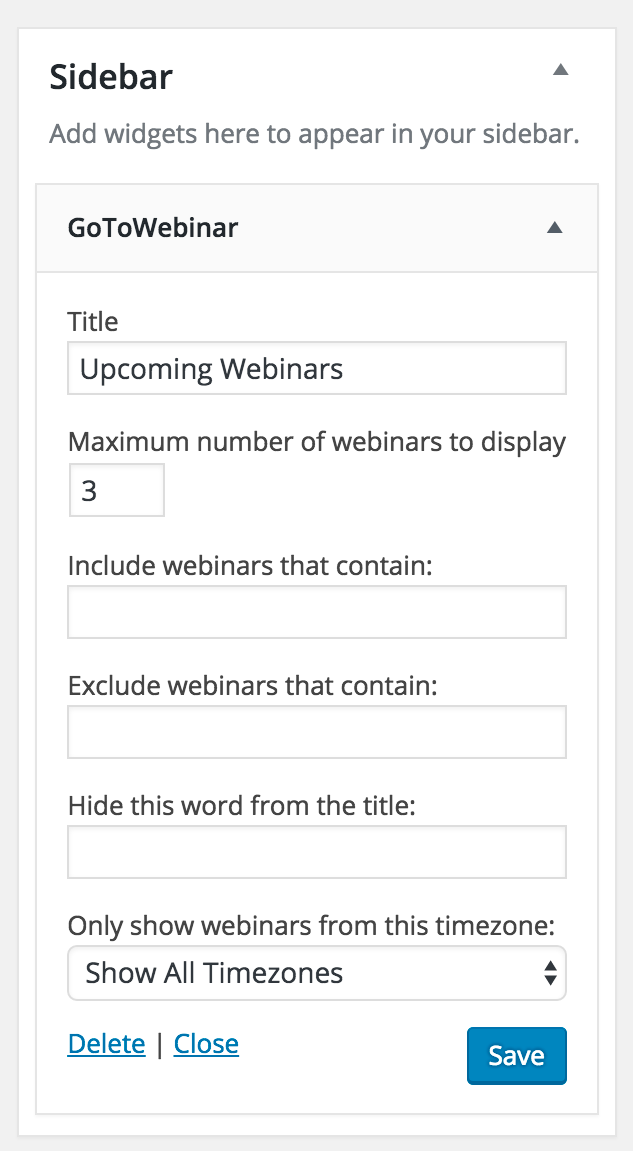 Sidebar
Add widgets here to appear in your sidebar.
GoToWebinar
Title
Upcoming Webinars
Maximum number of webinars to display
3
Include webinars that contain:
Exclude webinars that contain:
Hide this word from the title:
Only show webinars from this timezone:
Show All Timezones
Delete | Close
Save